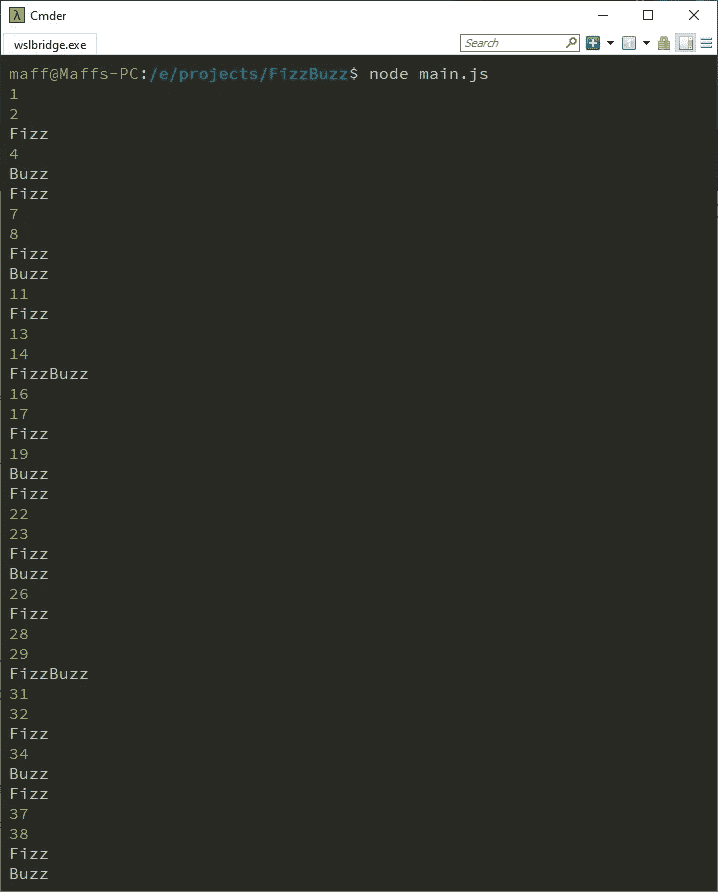 Cmder
wslbridge.exe
Search
maff@Maffs-PC:/e/projects/FizzBuzz$ node main.js
1
2
Fizz
4
Buzz
Fizz
7
8
Fizz
Buzz
11
Fizz
13
14
FizzBuzz
16
17
Fizz
19
Buzz
Fizz
22
23
Fizz
Buzz
26
Fizz
28
29
FizzBuzz
31
32
Fizz
34
Buzz
Fizz
37
38
Fizz
Buzz